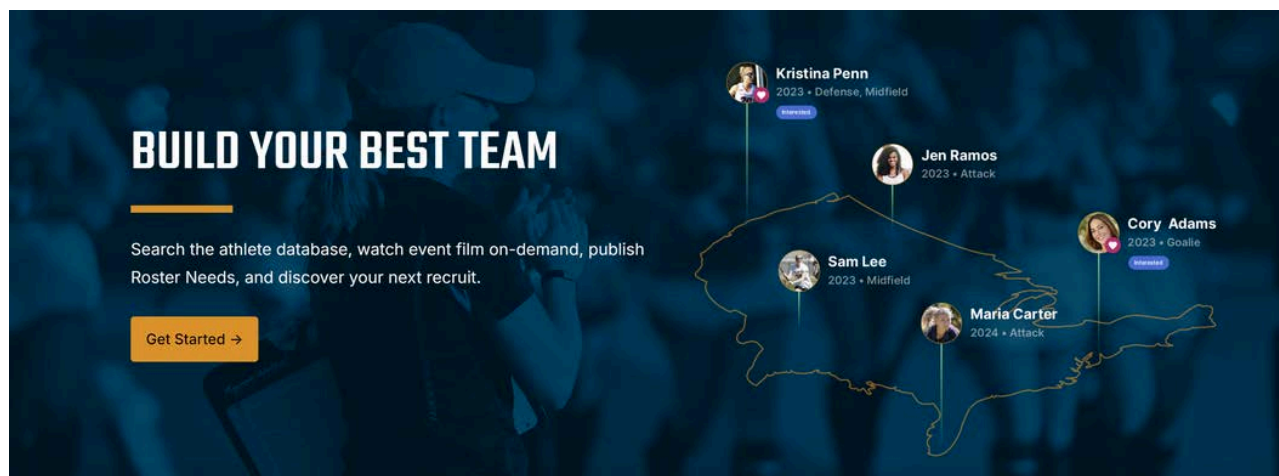 BUILD YOUR BEST TEAM
Search the athlete database, watch event film on-demand, publish
Roster Needs, and discover your next recruit.
Get Started →
Kristina Penn
2023 • Defense, Midfield
Interested
Jen Ramos
2023 • Attack
Cory Adams
2023 • Goalie
Interested
Sam Lee
2023 • Midfield
Maria Carter
2024 • Attack